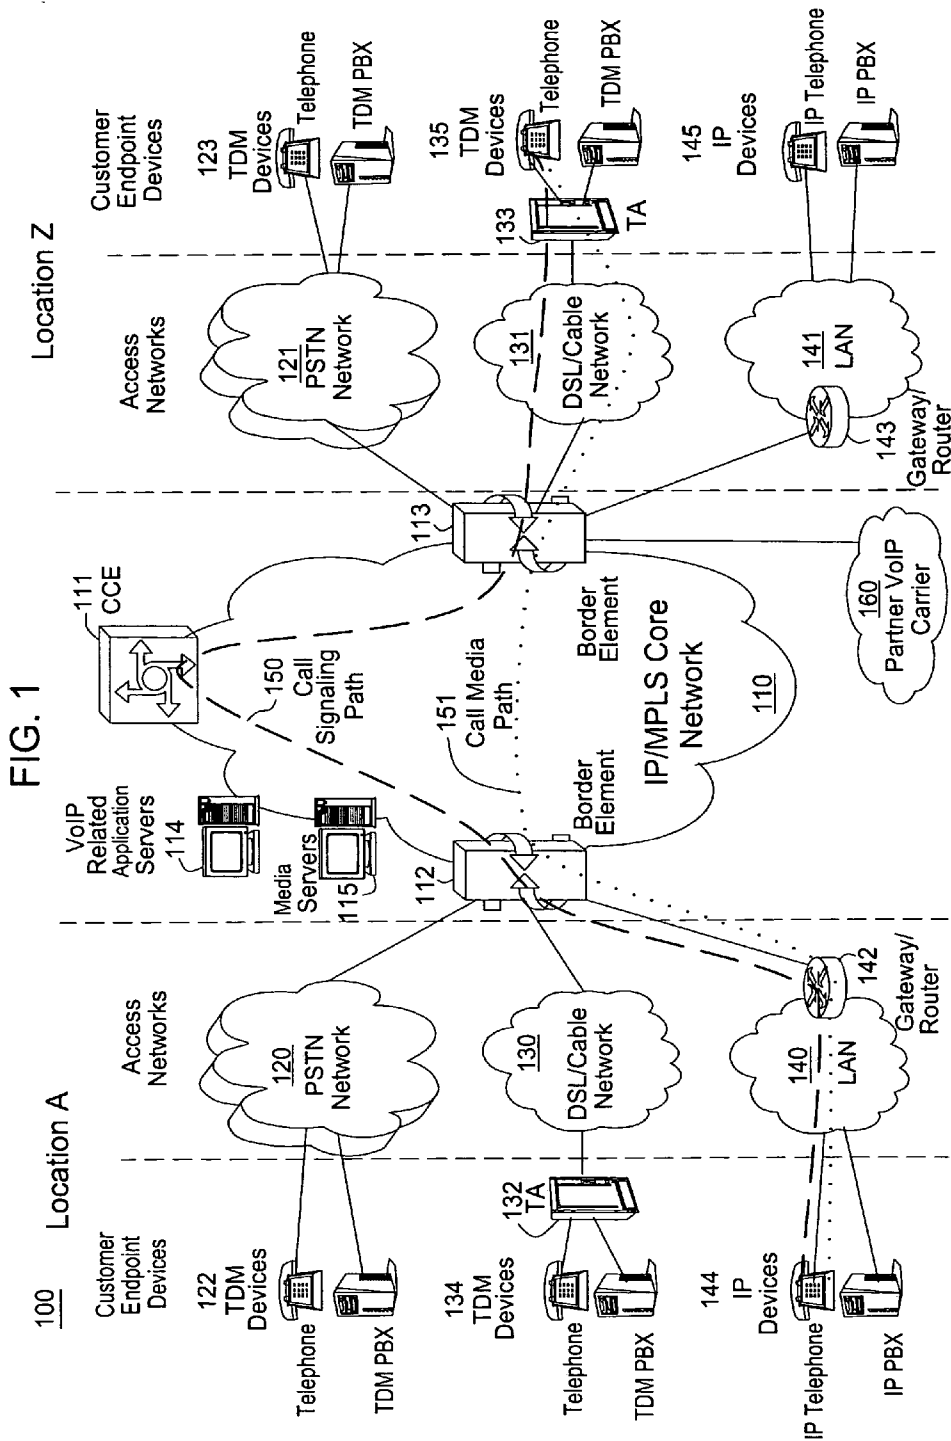 FIG. 1
100
Location A
Location Z
Customer
Endpoint
Devices
Access
Networks
VoIP
Related
Application
Servers
114
Media
Servers
115
111
CCE
Access
Networks
Customer
Endpoint
Devices
122
TDM
Devices
Telephone
TDM PBX
120
PSTN
Network
112
150
Call
Signaling
Path
113
121
PSTN
Network
123
TDM
Devices
Telephone
TDM PBX
134
TDM
Devices
Telephone
TDM PBX
132
TA
130
DSL/Cable
Network
151
Call Media
Path
Border
Element
Border
Element
131
DSL/Cable
Network
133
TA
135
TDM
Devices
Telephone
TDM PBX
IP/MPLS Core
Network
110
144
IP
Devices
IP Telephone
IP PBX
140
LAN
142
Gateway/
Router
160
Partner VoIP
Carrier
141
LAN
143
Gateway/
Router
145
IP
Devices
IP Telephone
IP PBX